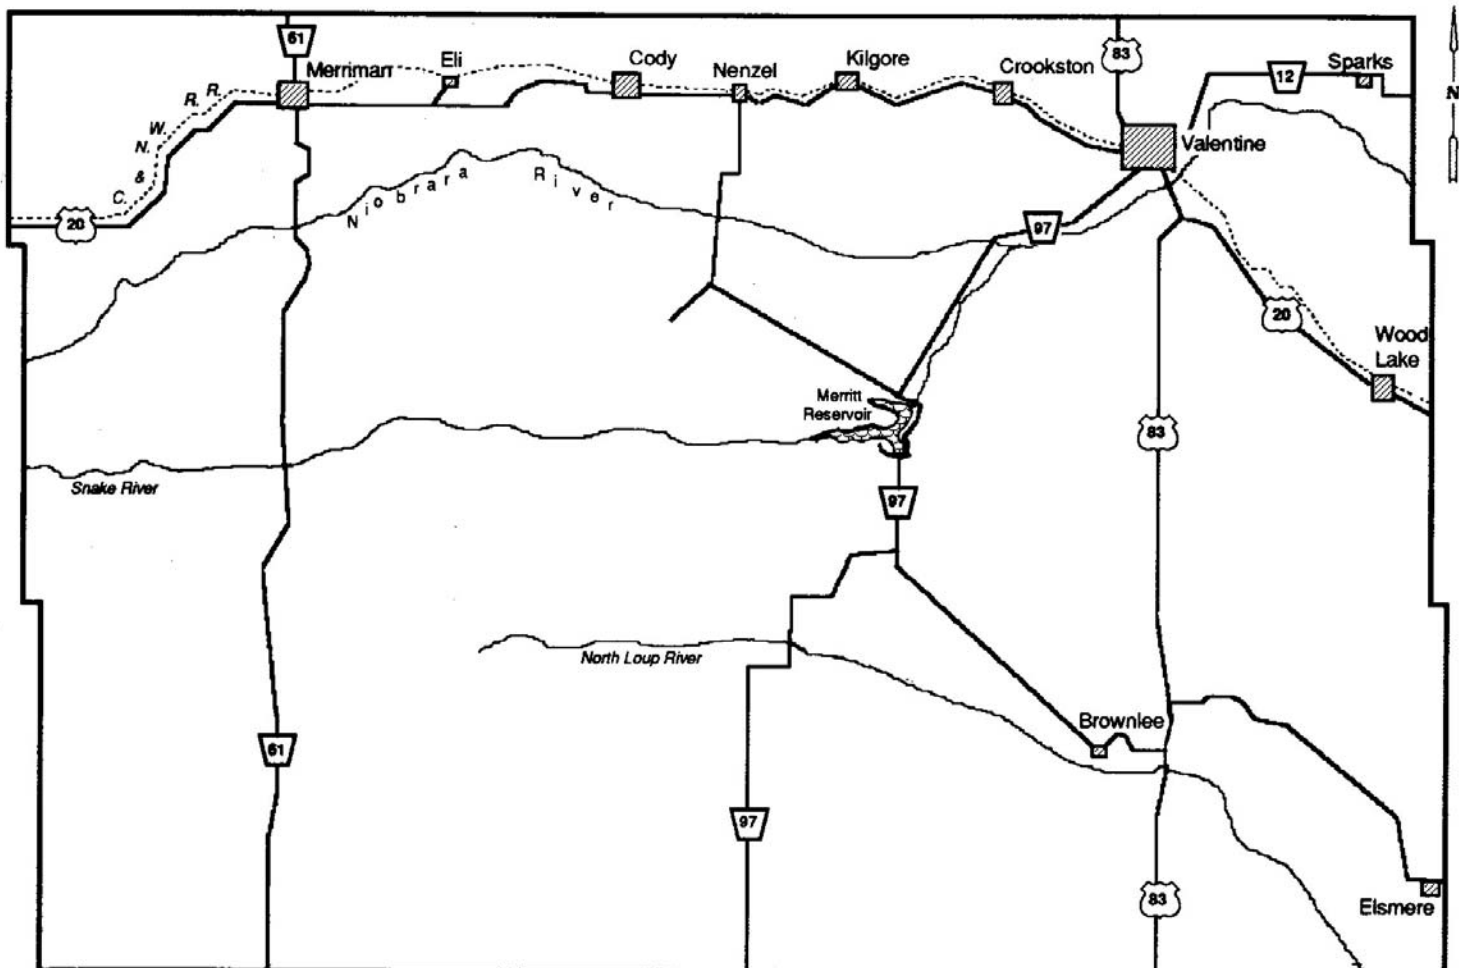 61
83
Merriman
Eli
Cody
Nenzel
Kilgore
Crookston
12
Sparks
N
R. R.
W.
N.
&
C.
Valentine
20
Niobrara River
97
20
Wood
Lake
Merritt
Reservoir
83
Snake River
97
North Loup River
Brownlee
61
97
83
Elsmere